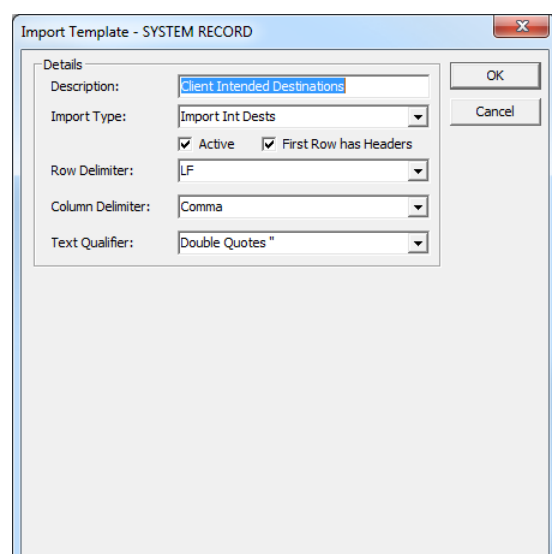 Import Template - SYSTEM RECORD
Details
Description: Client Intended Destinations
OK
Import Type: Import Int Dests
Cancel
Active First Row has Headers
Row Delimiter: LF
Column Delimiter: Comma
Text Qualifier: Double Quotes "